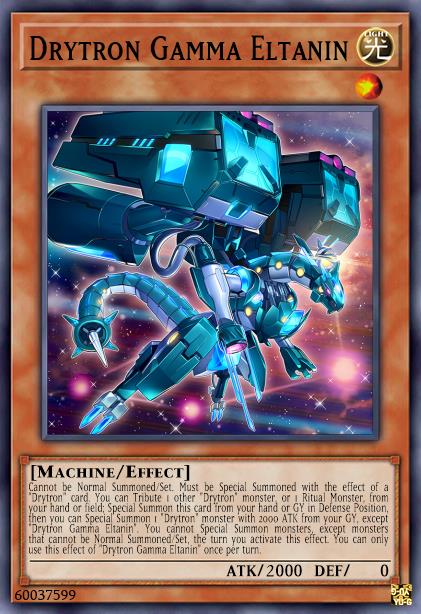 DRYTRON GAMMA ELTANIN
LIGHT
光
[MACHINE/EFFECT]
Cannot be Normal Summoned/Set. Must be Special Summoned with the effect of a
"Drytron" card. You can Tribute 1 other "Drytron" monster, or 1 Ritual Monster, from
your hand or field; Special Summon this card from your hand or GY in Defense Position,
then you can Special Summon 1 "Drytron" monster with 2000 ATK from your GY, except
"Drytron Gamma Eltanin". You cannot Special Summon monsters, except monsters
that cannot be Normal Summoned/Set, the turn you activate this effect. You can only
use this effect of "Drytron Gamma Eltanin" once per turn.
ATK/2000 DEF/ 0
60037599